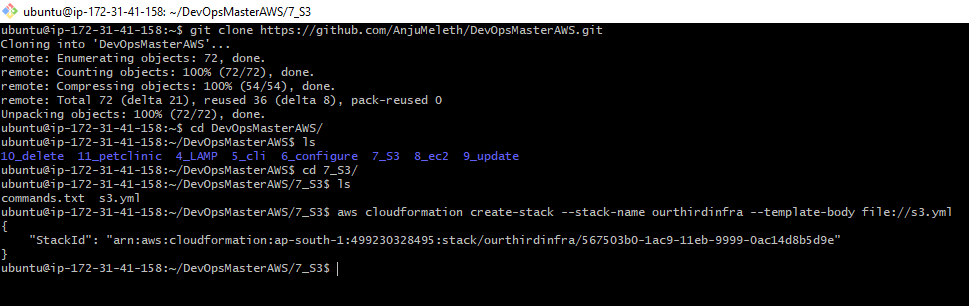 ubuntu@ip-172-31-41-158: ~/DevOpsMasterAWS/7_S3
ubuntu@ip-172-31-41-158:~$ git clone https://github.com/AnjuMeleth/DevOpsMasterAWS.git
Cloning into 'DevOpsMasterAWS'...
remote: Enumerating objects: 72, done.
remote: Counting objects: 100% (72/72), done.
remote: Compressing objects: 100% (54/54), done.
remote: Total 72 (delta 21), reused 36 (delta 8), pack-reused 0
Unpacking objects: 100% (72/72), done.
ubuntu@ip-172-31-41-158:~$ cd DevOpsMasterAWS/
ubuntu@ip-172-31-41-158:~/DevOpsMasterAWS$ ls
10_delete  11_petclinic  4_LAMP  5_cli  6_configure  7_S3  8_ec2  9_update
ubuntu@ip-172-31-41-158:~/DevOpsMasterAWS$ cd 7_S3/
ubuntu@ip-172-31-41-158:~/DevOpsMasterAWS/7_S3$ ls
commands.txt  s3.yml
ubuntu@ip-172-31-41-158:~/DevOpsMasterAWS/7_S3$ aws cloudformation create-stack --stack-name ourthirdinfra --template-body file://s3.yml
{
    "StackId": "arn:aws:cloudformation:ap-south-1:499230328495:stack/ourthirdinfra/567503b0-1ac9-11eb-9999-0ac14d8b5d9e"
}
ubuntu@ip-172-31-41-158:~/DevOpsMasterAWS/7_S3$